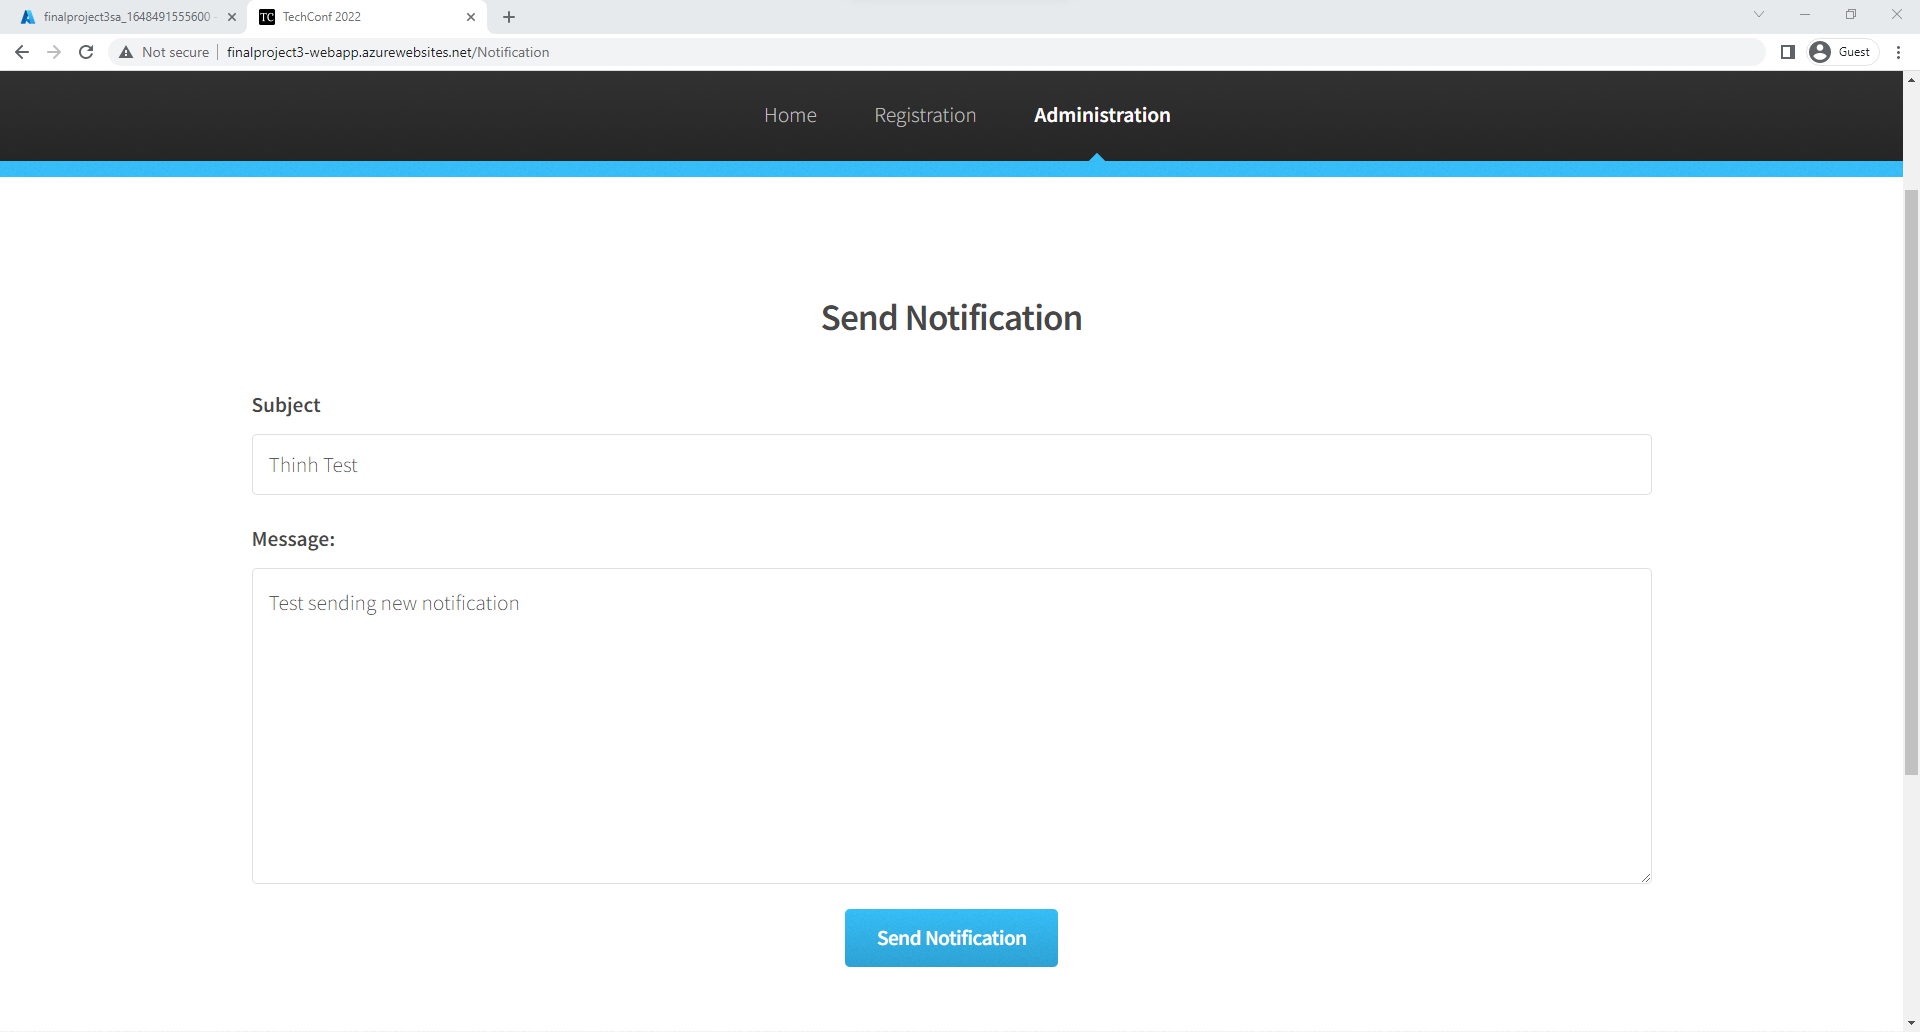 finalproject3sa_1648491555600 -
TC TechConf 2022
Not secure finalproject3-webapp.azurewebsites.net/Notification
Guest
Home Registration Administration
Send Notification
Subject
Thinh Test
Message:
Test sending new notification
Send Notification